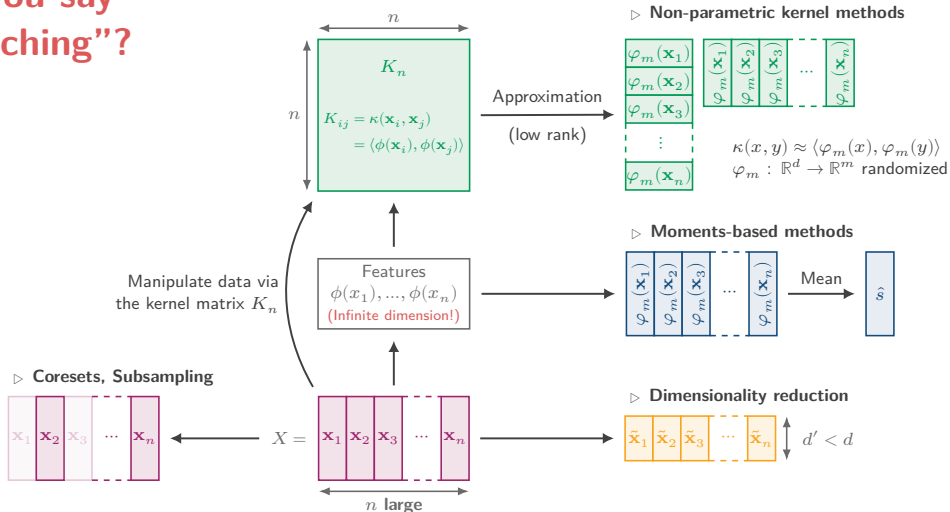 ou say
ching”?
n
n
K_n
K_{ij} = κ(𝐱_i, 𝐱_j)
= ⟨ϕ(𝐱_i), ϕ(𝐱_j)⟩
Approximation
(low rank)
▷ Non-parametric kernel methods
φ_m(𝐱_1)
φ_m(𝐱_2)
φ_m(𝐱_3)
⋮
φ_m(𝐱_n)
φ_m(𝐱_1) φ_m(𝐱_2) φ_m(𝐱_3) ... φ_m(𝐱_n)
κ(x, y) ≈ ⟨φ_m(x), φ_m(y)⟩
φ_m : ℝ^d → ℝ^m randomized
Manipulate data via
the kernel matrix K_n
Features
ϕ(x_1), ..., ϕ(x_n)
(Infinite dimension!)
▷ Moments-based methods
φ_m(𝐱_1) φ_m(𝐱_2) φ_m(𝐱_3) ... φ_m(𝐱_n)
Mean
ŝ
▷ Coresets, Subsampling
𝐱_1 𝐱_2 𝐱_3 ... 𝐱_n
X = 𝐱_1 𝐱_2 𝐱_3 ... 𝐱_n
n large
▷ Dimensionality reduction
𝐱̃_1 𝐱̃_2 𝐱̃_3 ... 𝐱̃_n
d′ < d